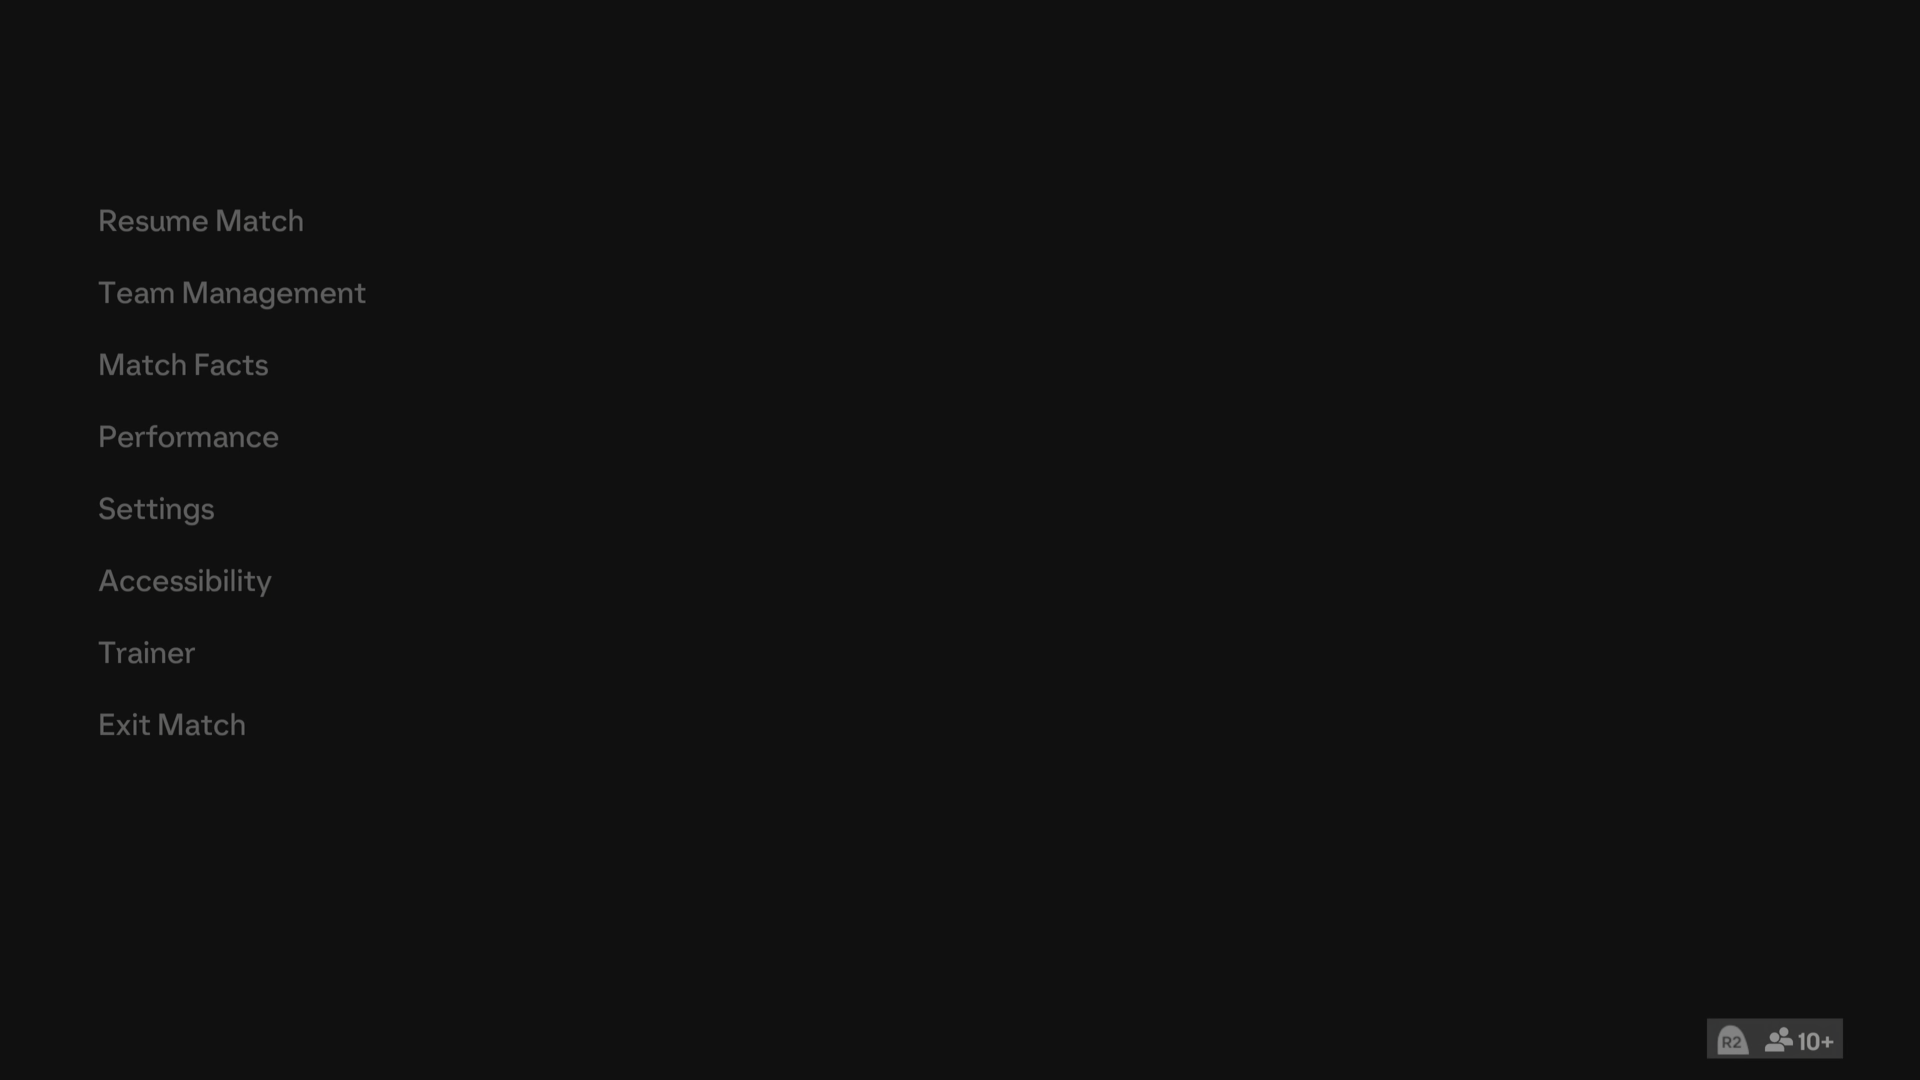 Resume Match
Team Management
Match Facts
Performance
Settings
Accessibility
Trainer
Exit Match
R2 10+